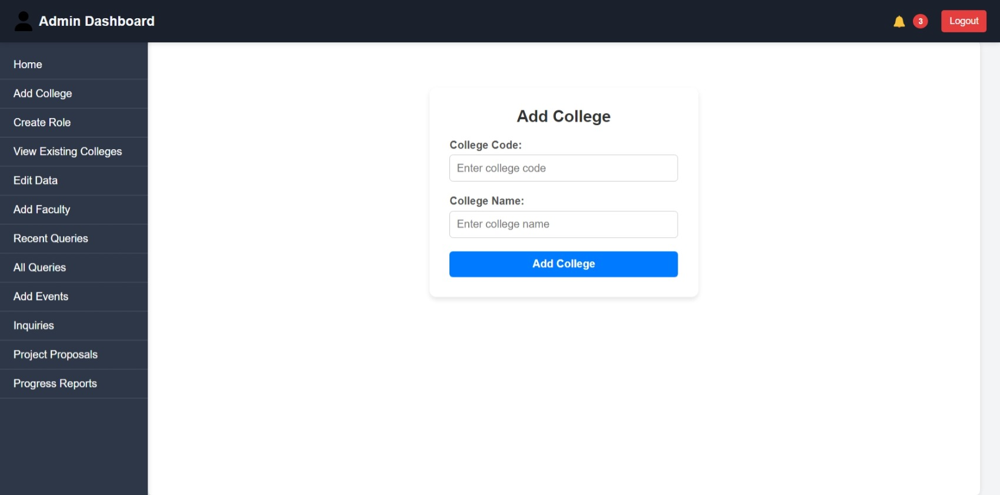 Admin Dashboard
3
Logout
Home
Add College
Create Role
View Existing Colleges
Edit Data
Add Faculty
Recent Queries
All Queries
Add Events
Inquiries
Project Proposals
Progress Reports
Add College
College Code:
Enter college code
College Name:
Enter college name
Add College